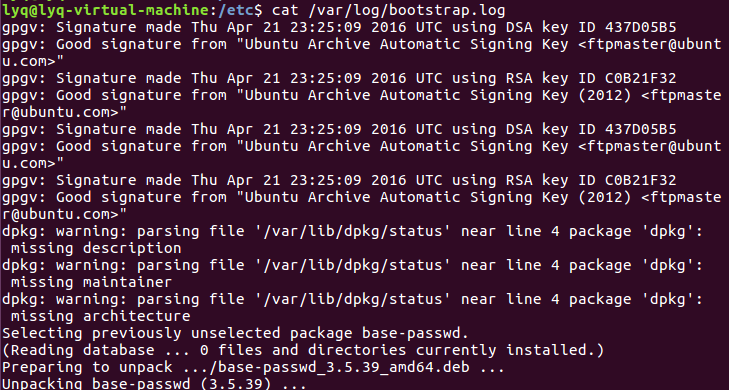 lyq@lyq-virtual-machine:/etc$ cat /var/log/bootstrap.log
gpgv: Signature made Thu Apr 21 23:25:09 2016 UTC using DSA key ID 437D05B5
gpgv: Good signature from "Ubuntu Archive Automatic Signing Key <ftpmaster@ubunt
u.com>"
gpgv: Signature made Thu Apr 21 23:25:09 2016 UTC using RSA key ID C0B21F32
gpgv: Good signature from "Ubuntu Archive Automatic Signing Key (2012) <ftpmaste
r@ubuntu.com>"
gpgv: Signature made Thu Apr 21 23:25:09 2016 UTC using DSA key ID 437D05B5
gpgv: Good signature from "Ubuntu Archive Automatic Signing Key <ftpmaster@ubunt
u.com>"
gpgv: Signature made Thu Apr 21 23:25:09 2016 UTC using RSA key ID C0B21F32
gpgv: Good signature from "Ubuntu Archive Automatic Signing Key (2012) <ftpmaste
r@ubuntu.com>"
dpkg: warning: parsing file '/var/lib/dpkg/status' near line 4 package 'dpkg':
 missing description
dpkg: warning: parsing file '/var/lib/dpkg/status' near line 4 package 'dpkg':
 missing maintainer
dpkg: warning: parsing file '/var/lib/dpkg/status' near line 4 package 'dpkg':
 missing architecture
Selecting previously unselected package base-passwd.
(Reading database ... 0 files and directories currently installed.)
Preparing to unpack .../base-passwd_3.5.39_amd64.deb ...
Unpacking base-passwd (3.5.39) ...